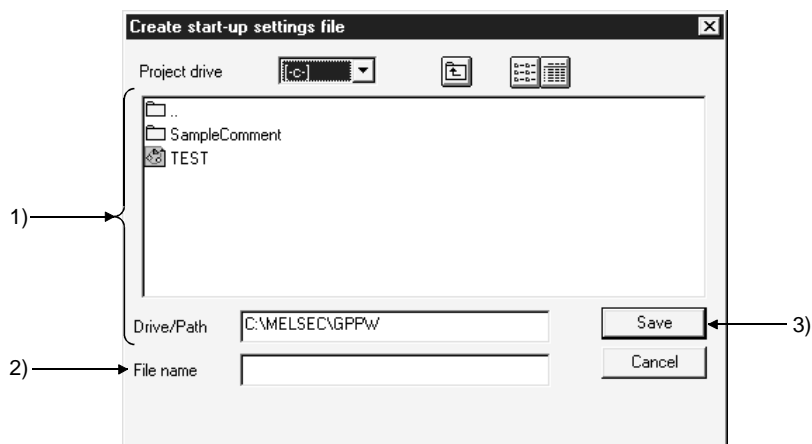 Create start-up settings file
Project drive [-c-]
..
SampleComment
TEST
1)
Drive/Path C:\MELSEC\GPPW Save 3)
2) File name Cancel